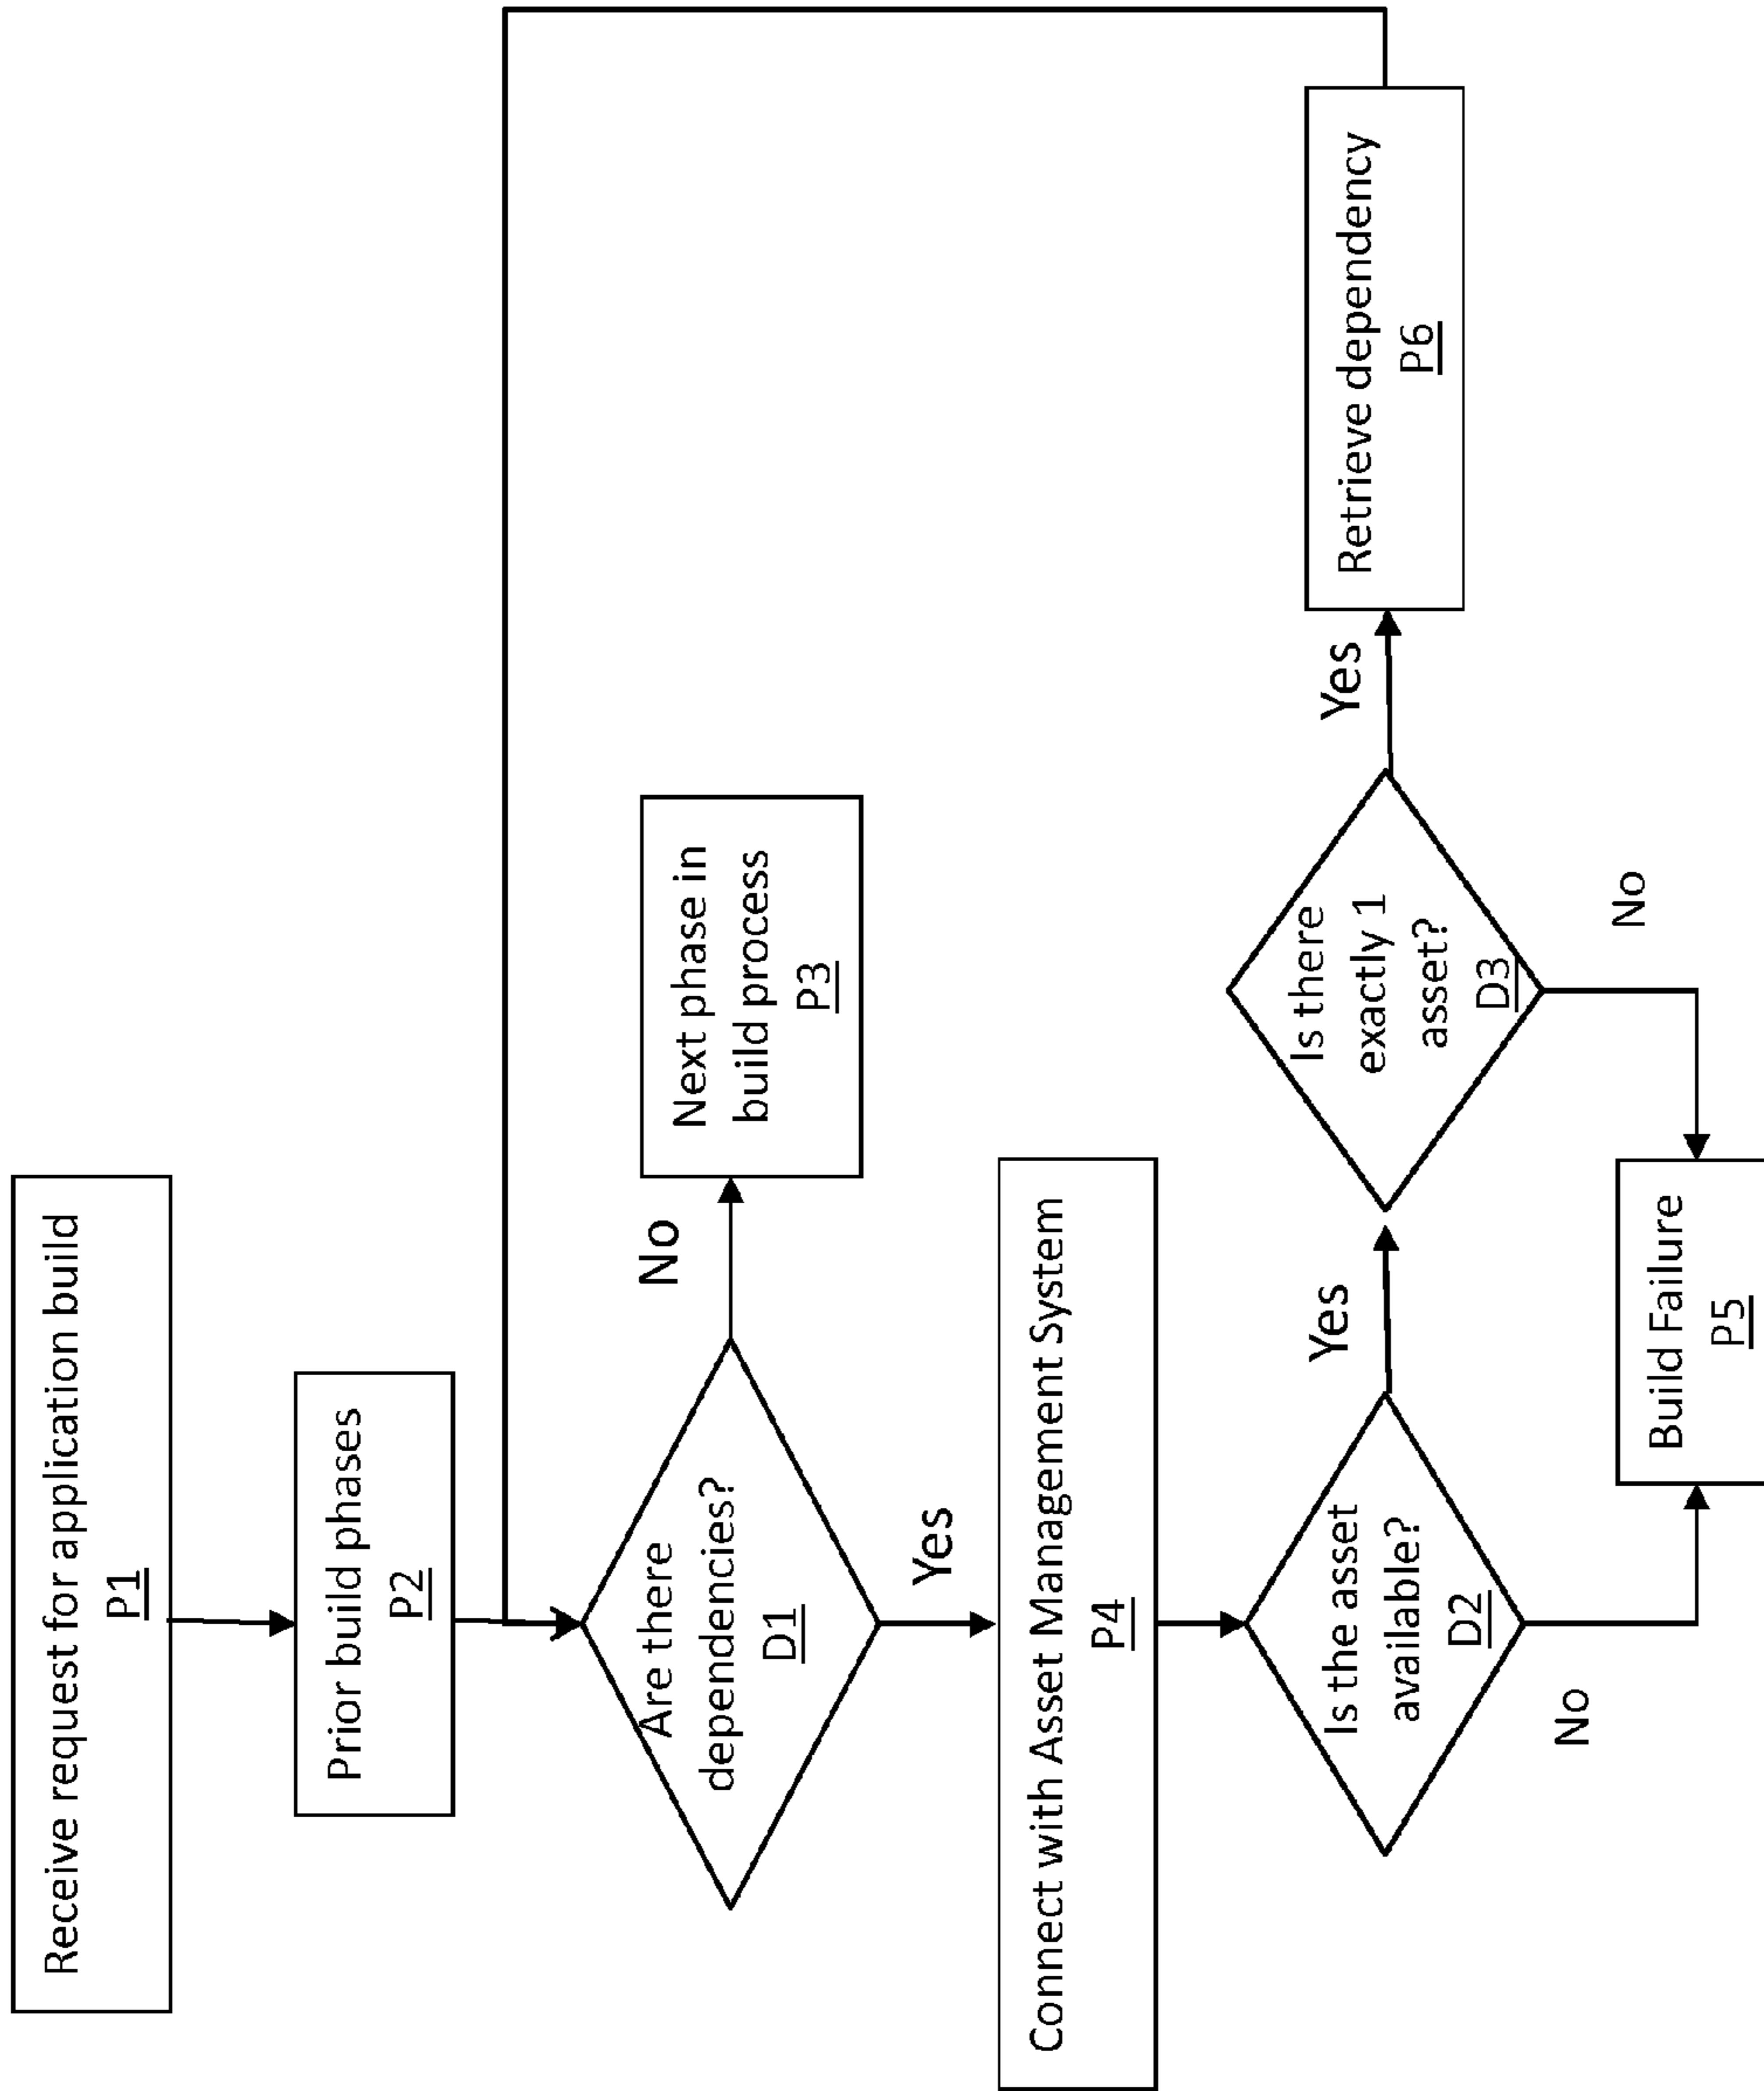 Receive request for application build
P1
Prior build phases
P2
Are there
dependencies?
D1
No
Next phase in
build process
P3
Yes
Connect with Asset Management System
P4
Is the asset
available?
D2
Yes
Is there
exactly 1
asset?
D3
Yes
Retrieve dependency
P6
No
No
Build Failure
P5